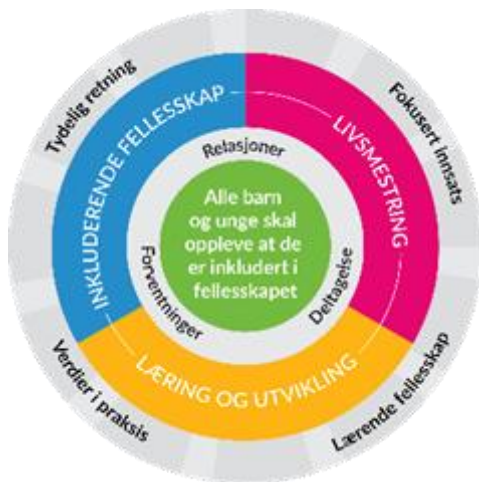 Tydelig retning
Fokusert innsats
INKLUDERENDE FELLESSKAP
LIVSMESTRING
Relasjoner
Alle barn
og unge skal
oppleve at de
er inkludert i
fellesskapet
Forventninger
Deltagelse
LÆRING OG UTVIKLING
Verdier i praksis
Lærende fellesskap